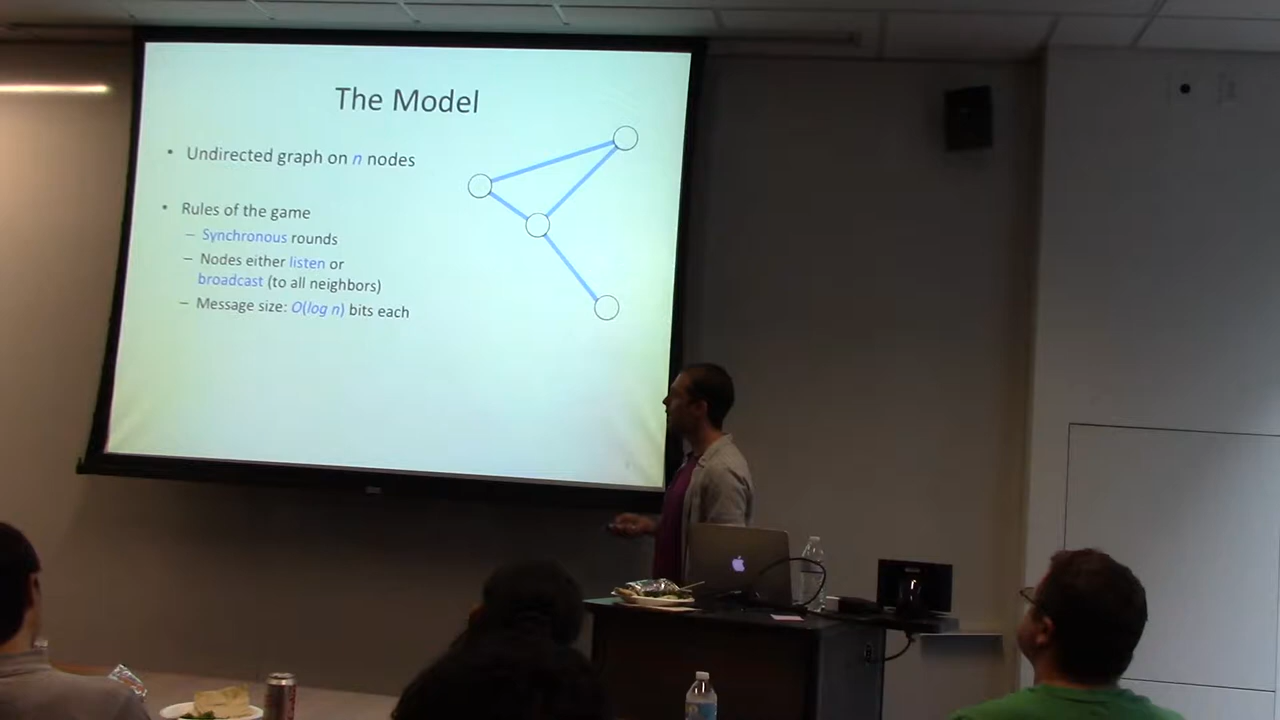 The Model
• Undirected graph on n nodes
• Rules of the game
– Synchronous rounds
– Nodes either listen or
broadcast (to all neighbors)
– Message size: O(log n) bits each